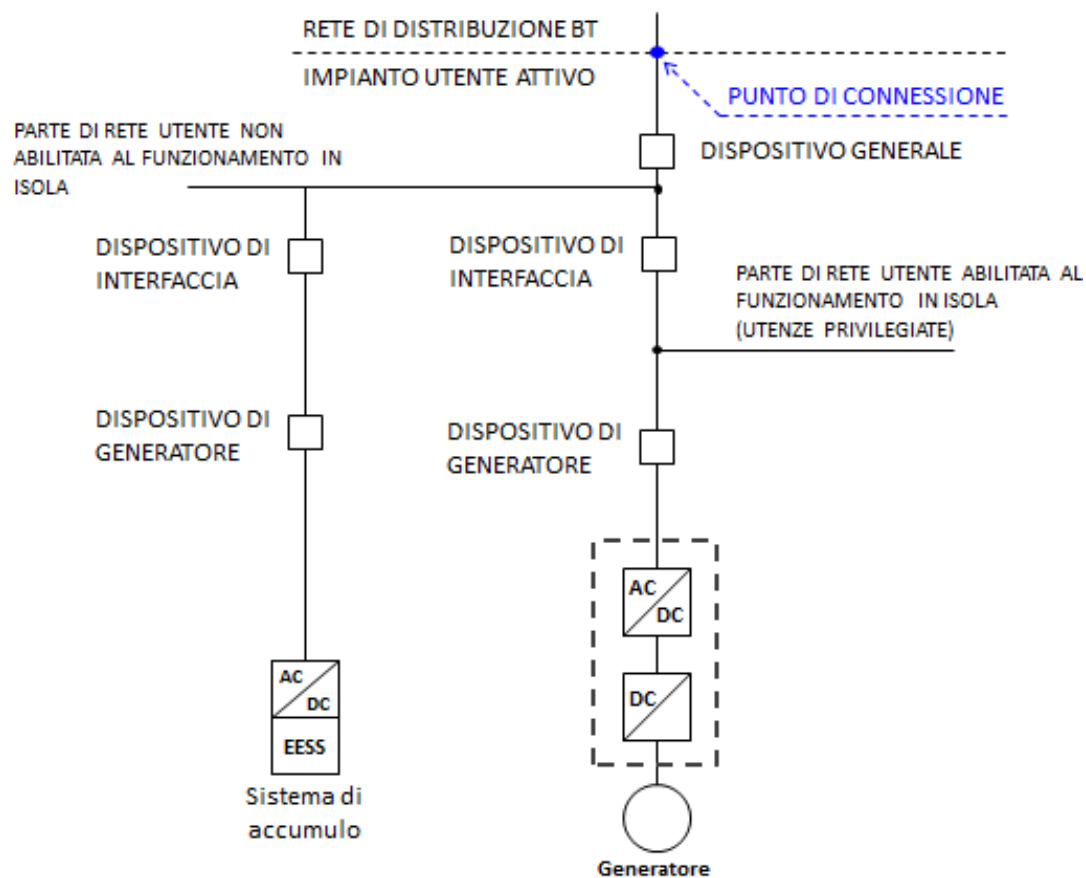 RETE DI DISTRIBUZIONE BT
IMPIANTO UTENTE ATTIVO
PUNTO DI CONNESSIONE
PARTE DI RETE UTENTE NON
ABILITATA AL FUNZIONAMENTO IN
ISOLA
DISPOSITIVO GENERALE
DISPOSITIVO DI
INTERFACCIA
DISPOSITIVO DI
INTERFACCIA
PARTE DI RETE UTENTE ABILITATA AL
FUNZIONAMENTO IN ISOLA
(UTENZE PRIVILEGIATE)
DISPOSITIVO DI
GENERATORE
DISPOSITIVO DI
GENERATORE
AC
DC
DC
AC
DC
EESS
Sistema di
accumulo
Generatore